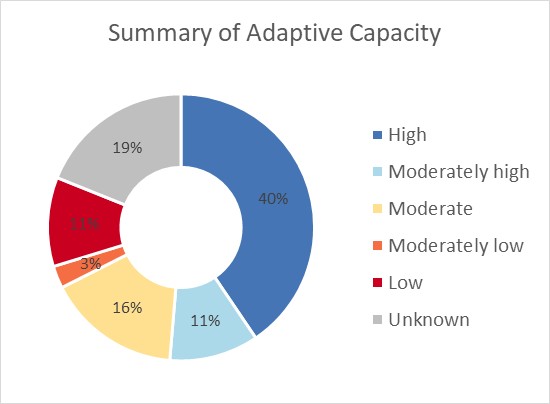 Summary of Adaptive Capacity
40%
11%
16%
3%
11%
19%
High
Moderately high
Moderate
Moderately low
Low
Unknown